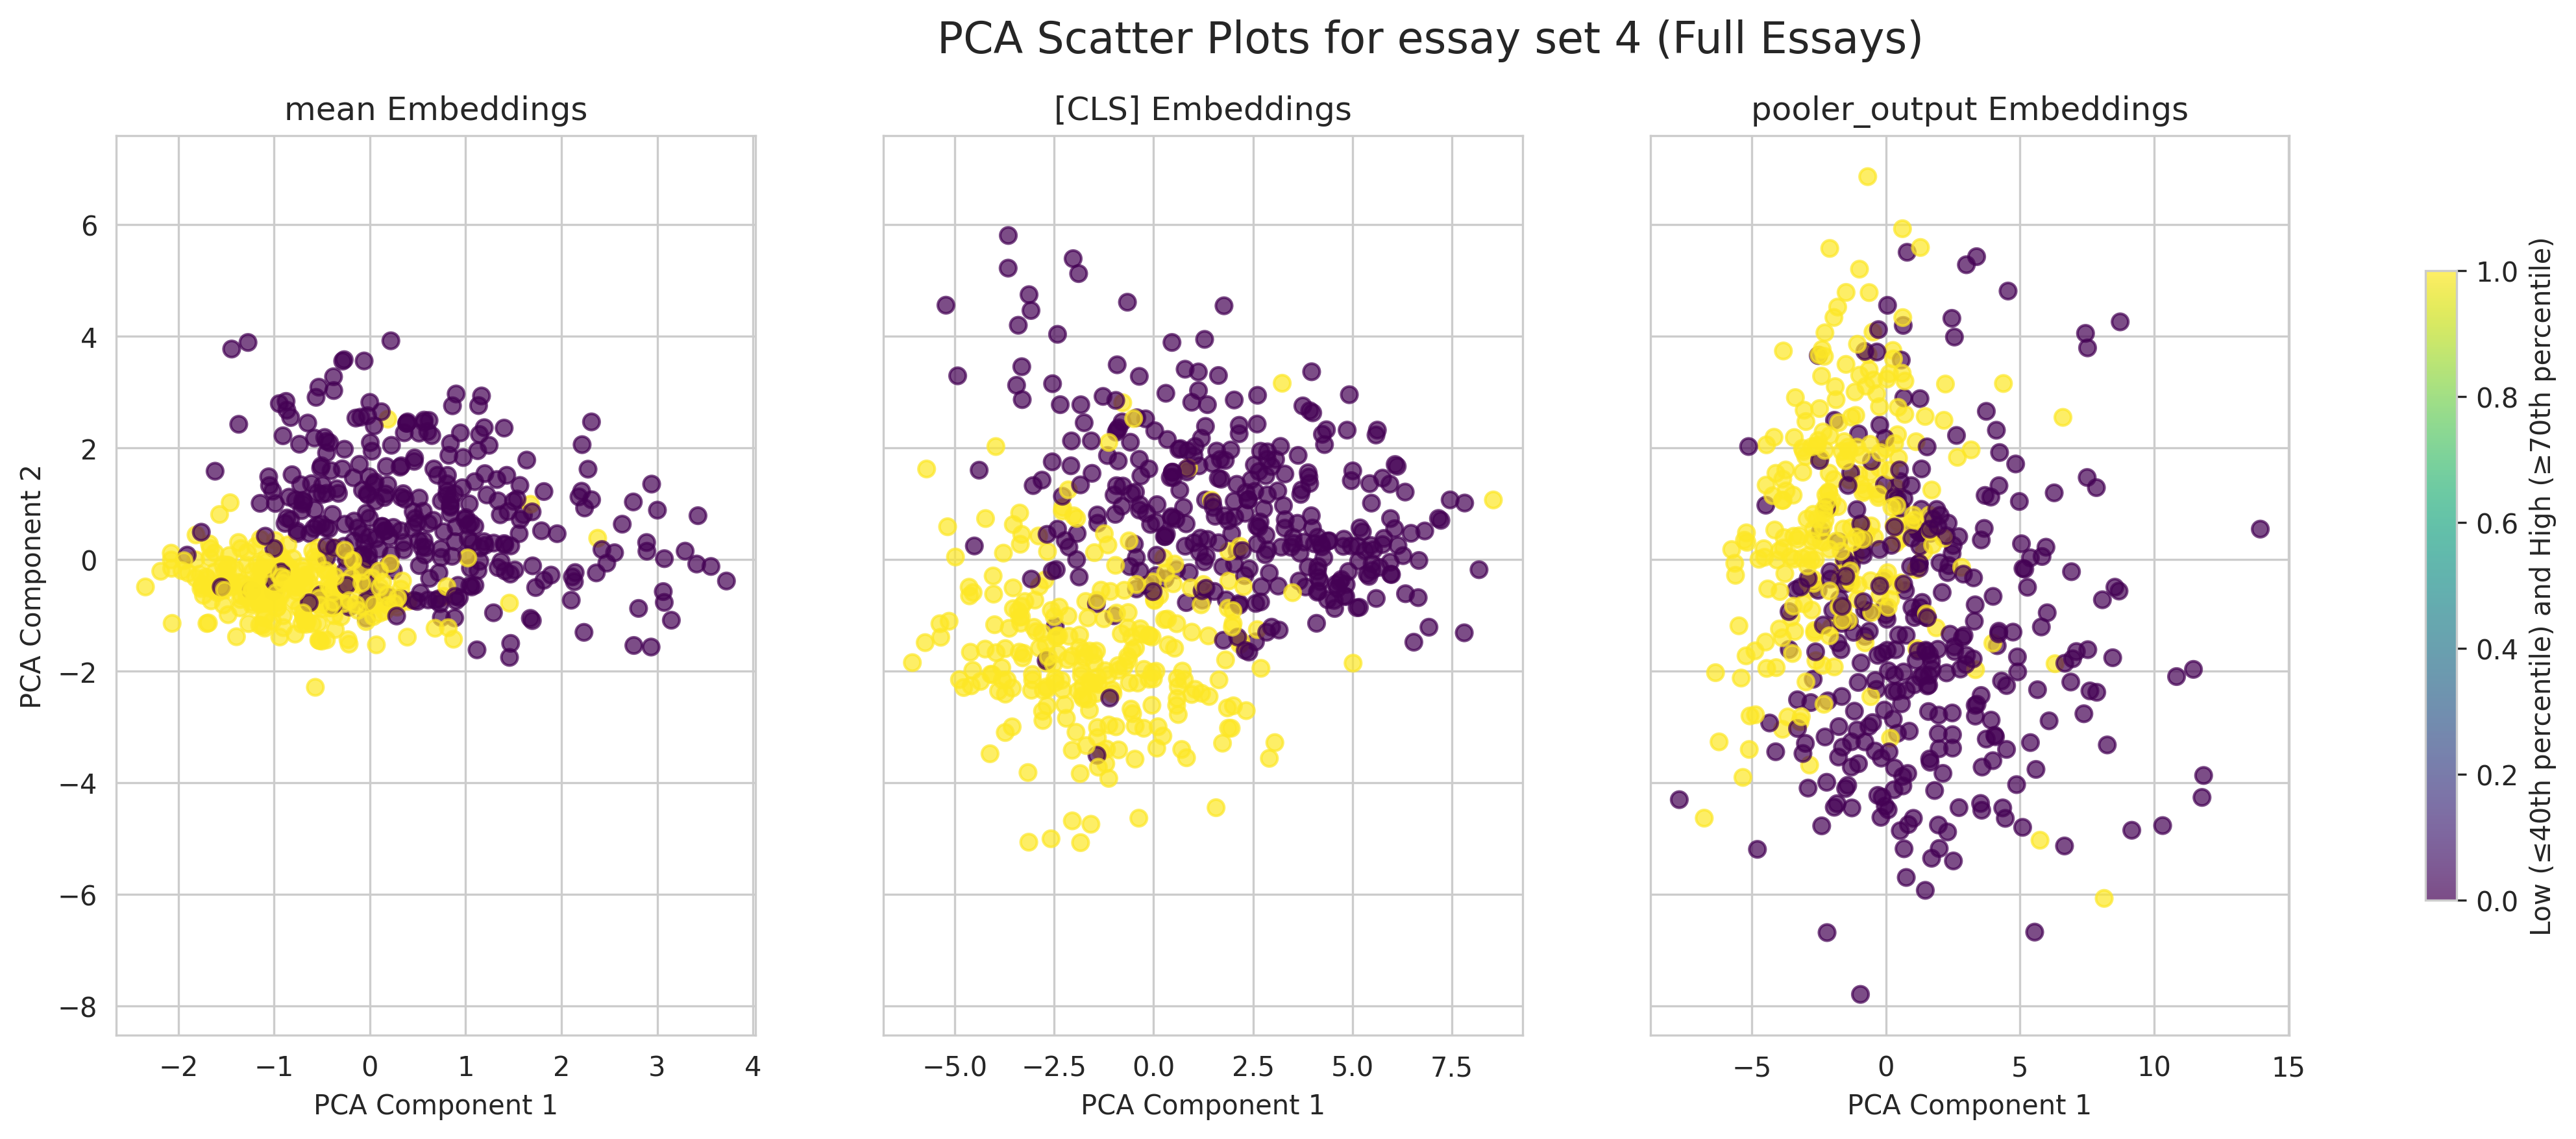 PCA Scatter Plots for essay set 4 (Full Essays)
mean Embeddings
[CLS] Embeddings
pooler_output Embeddings
PCA Component 2
6
4
2
0
−2
−4
−6
−8
−2 −1 0 1 2 3 4
PCA Component 1
−5.0 −2.5 0.0 2.5 5.0 7.5
PCA Component 1
−5 0 5 10 15
PCA Component 1
1.0
0.8
0.6
0.4
0.2
0.0
Low (≤40th percentile) and High (≥70th percentile)